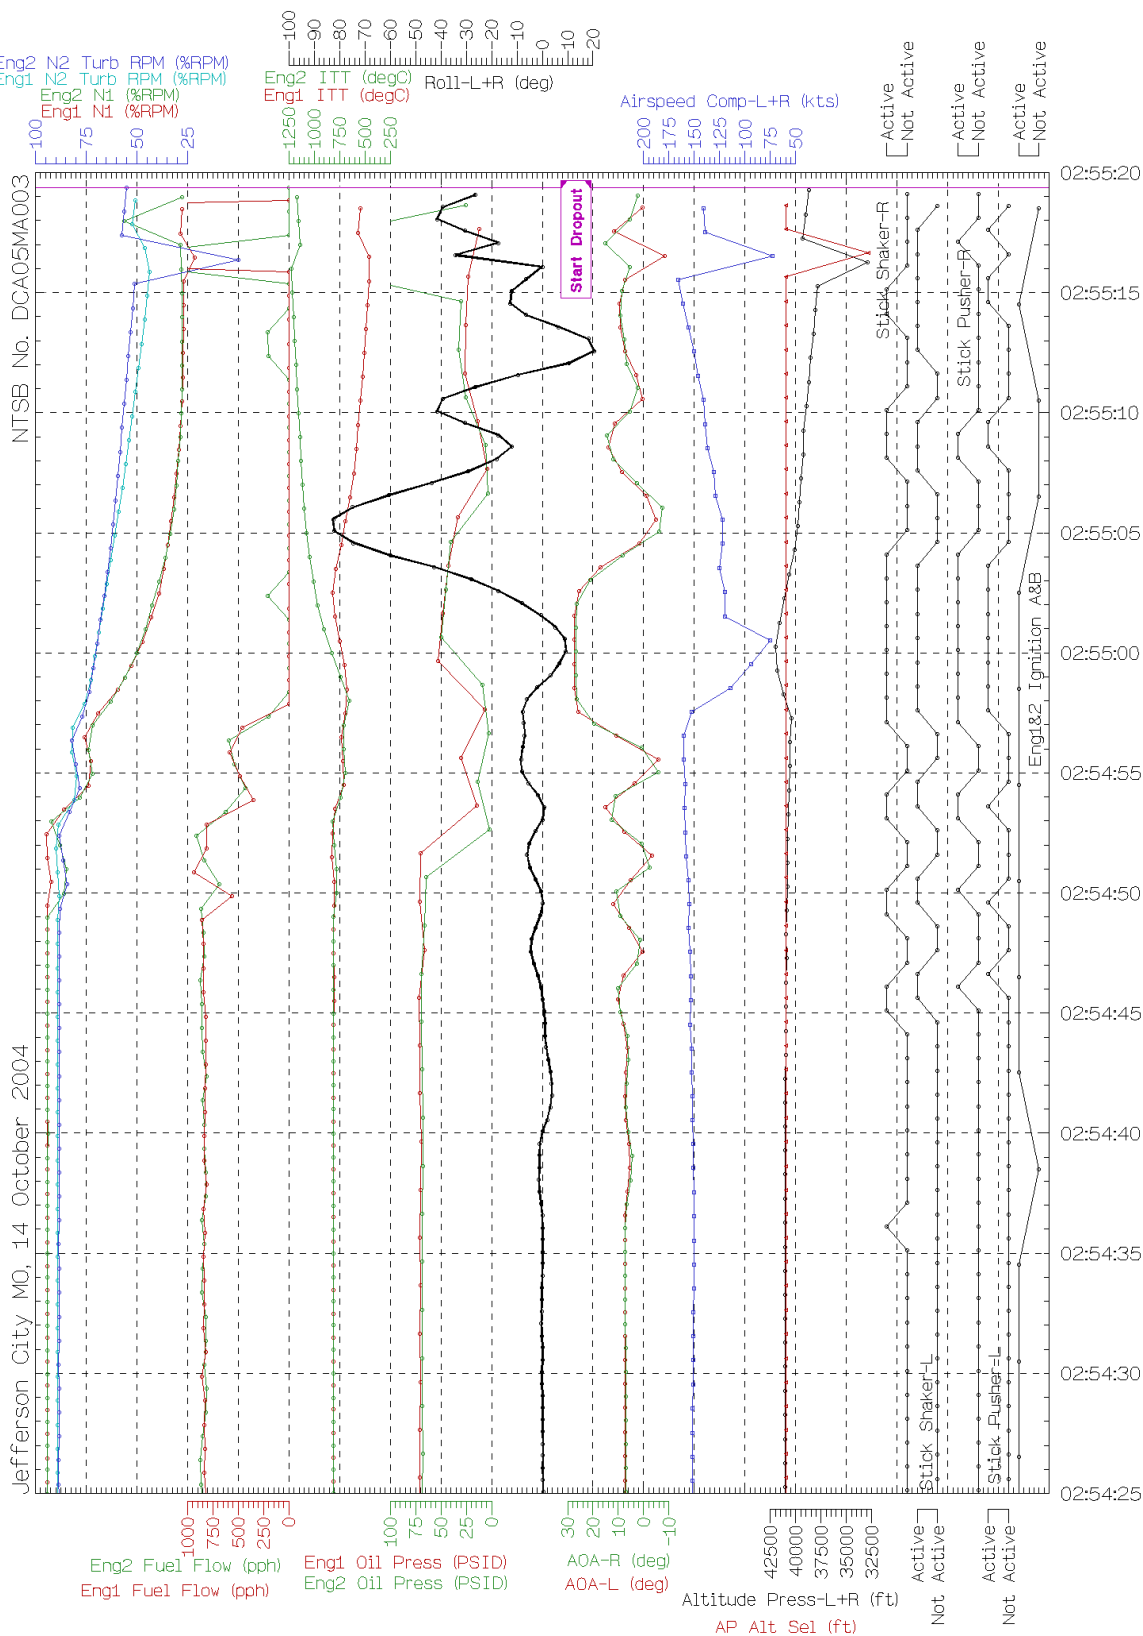 Jefferson City MO, 14 October 2004
NTSB No. DCA05MA003
Eng2 N2 Turb RPM (%RPM)
Eng1 N2 Turb RPM (%RPM)
Eng2 N1 (%RPM)
Eng1 N1 (%RPM)
100
75
50
25
Eng2 ITT (degC)
Eng1 ITT (degC)
1250
1000
750
500
250
Roll-L+R (deg)
-100
90
80
70
60
50
40
30
20
10
-0
-10
-20
Airspeed Comp-L+R (kts)
200
175
150
125
100
75
50
Active
Not Active
Active
Not Active
Active
Not Active
Start Dropout
Stick Shaker-R
Stick Pusher-R
Eng1&2 Ignition A&B
Stick Shaker-L
Stick Pusher-L
02:55:20
02:55:15
02:55:10
02:55:05
02:55:00
02:54:55
02:54:50
02:54:45
02:54:40
02:54:35
02:54:30
02:54:25
1000
750
500
250
0
Eng2 Fuel Flow (pph)
Eng1 Fuel Flow (pph)
100
75
50
25
0
Eng1 Oil Press (PSID)
Eng2 Oil Press (PSID)
30
20
10
0
-10
AOA-R (deg)
AOA-L (deg)
42500
40000
37500
35000
32500
Altitude Press-L+R (ft)
AP Alt Sel (ft)
Active
Not Active
Active
Not Active